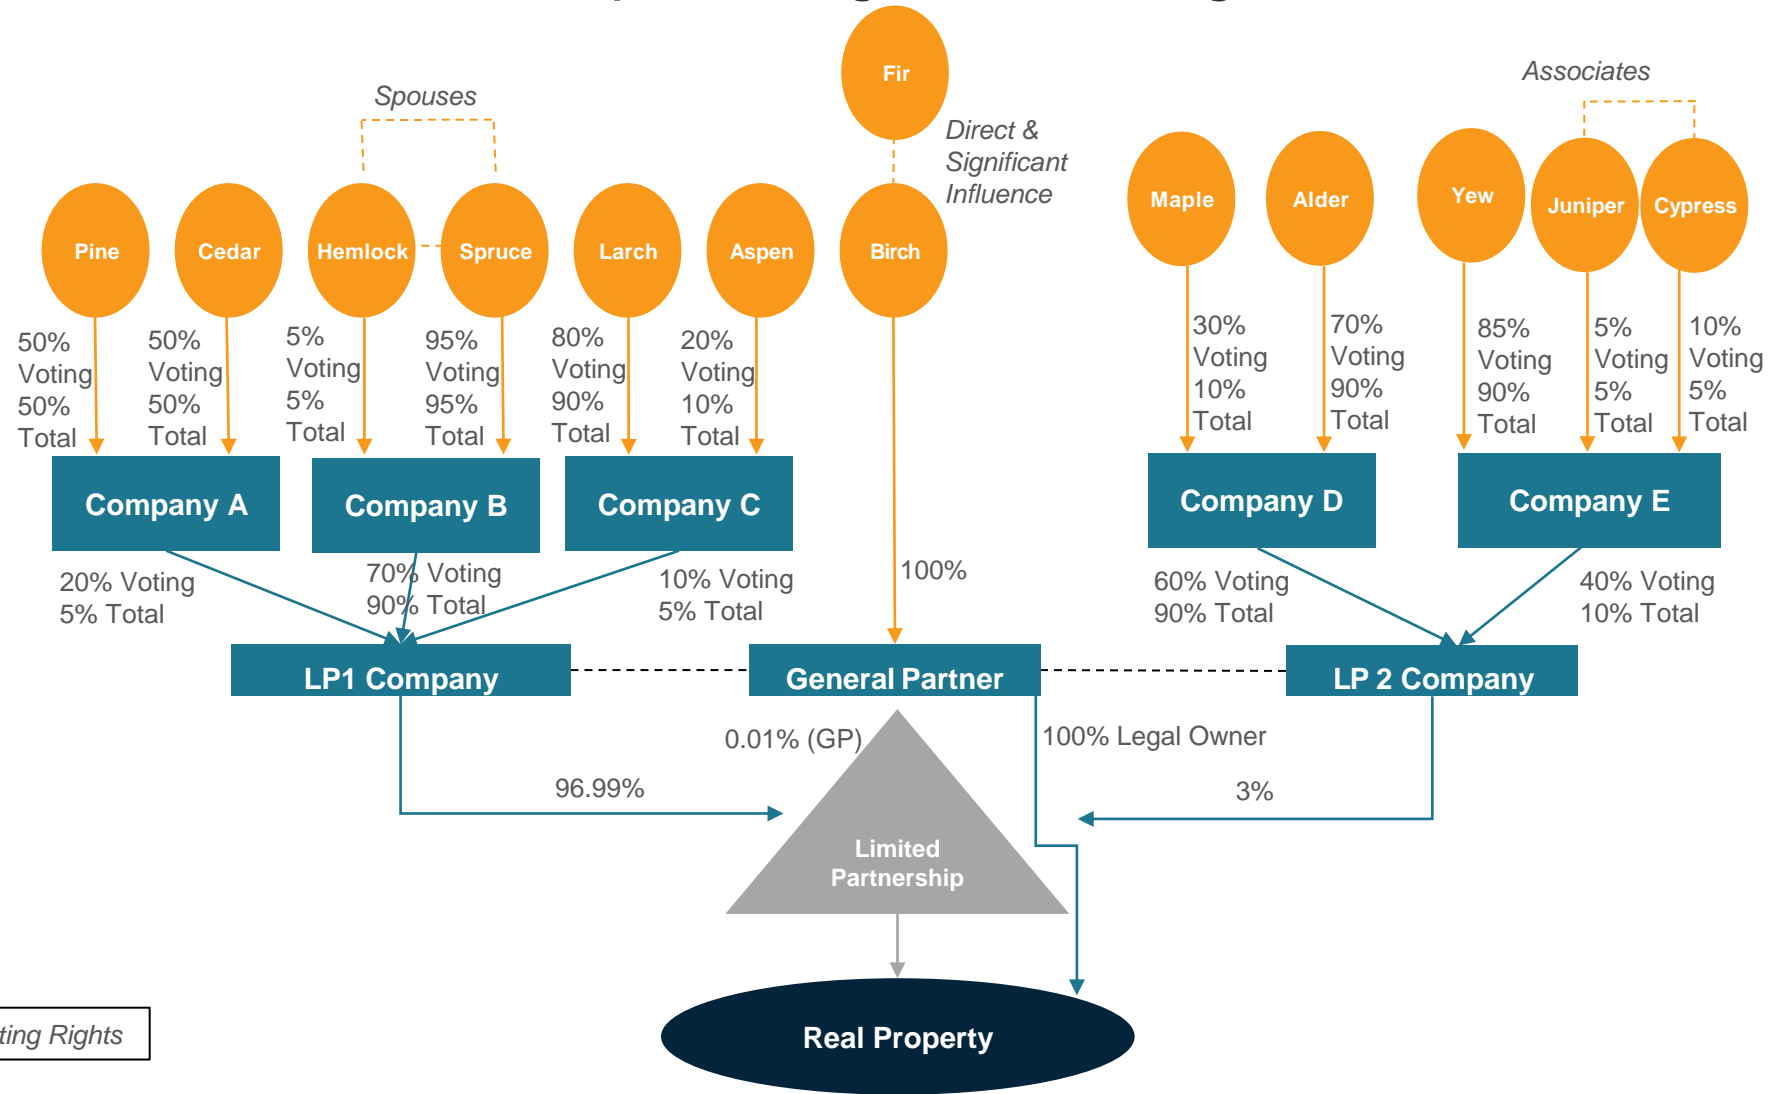 Fir
Associates
Spouses
Direct &
Significant
Influence
Maple
Alder
Yew
Juniper
Cypress
Pine
Cedar
Hemlock
Spruce
Larch
Aspen
Birch
50%
Voting
50%
Total
50%
Voting
50%
Total
5%
Voting
5%
Total
95%
Voting
95%
Total
80%
Voting
90%
Total
20%
Voting
10%
Total
30%
Voting
10%
Total
70%
Voting
90%
Total
85%
Voting
90%
Total
5%
Voting
5%
Total
10%
Voting
5%
Total
Company A
Company B
Company C
Company D
Company E
20% Voting
5% Total
70% Voting
90% Total
10% Voting
5% Total
100%
60% Voting
90% Total
40% Voting
10% Total
LP1 Company
General Partner
LP 2 Company
0.01% (GP)
100% Legal Owner
96.99%
3%
Limited
Partnership
Real Property
ting Rights